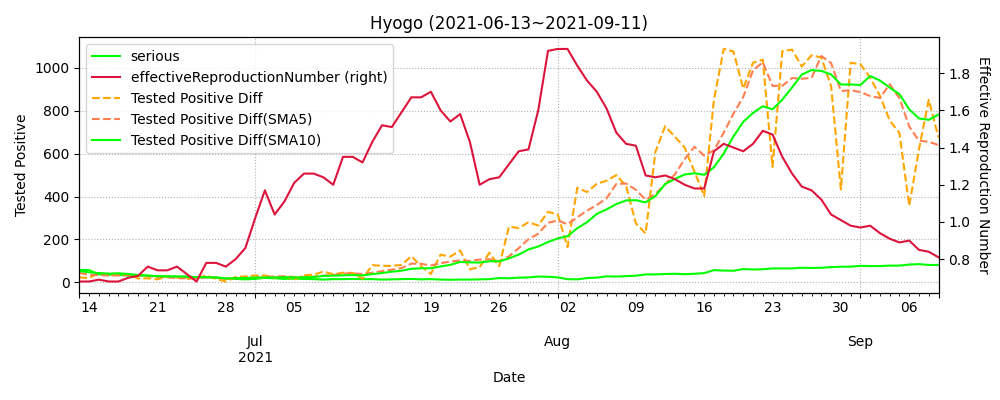 Hyogo (2021-06-13~2021-09-11)
serious
effectiveReproductionNumber (right)
Tested Positive Diff
Tested Positive Diff(SMA5)
Tested Positive Diff(SMA10)
Tested Positive
1000
800
600
400
200
0
Effective Reproduction Number
1.8
1.6
1.4
1.2
1.0
0.8
14 21 28 05 12 19 26 02 09 16 23 30 06
Jul Aug Sep
2021
Date